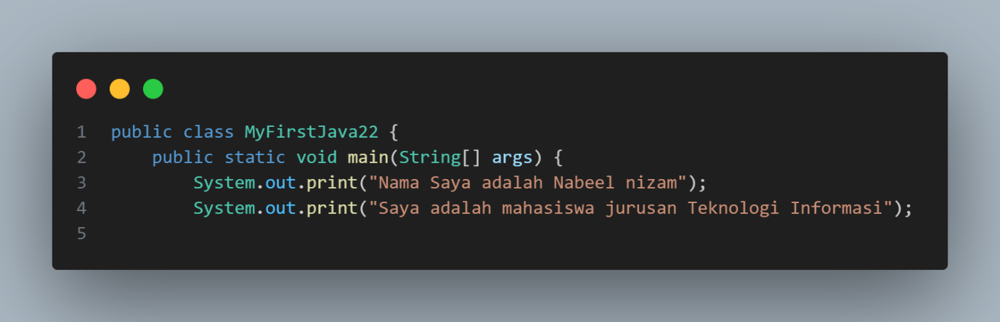 1 public class MyFirstJava22 {
2     public static void main(String[] args) {
3         System.out.print("Nama Saya adalah Nabeel nizam");
4         System.out.print("Saya adalah mahasiswa jurusan Teknologi Informasi");
5